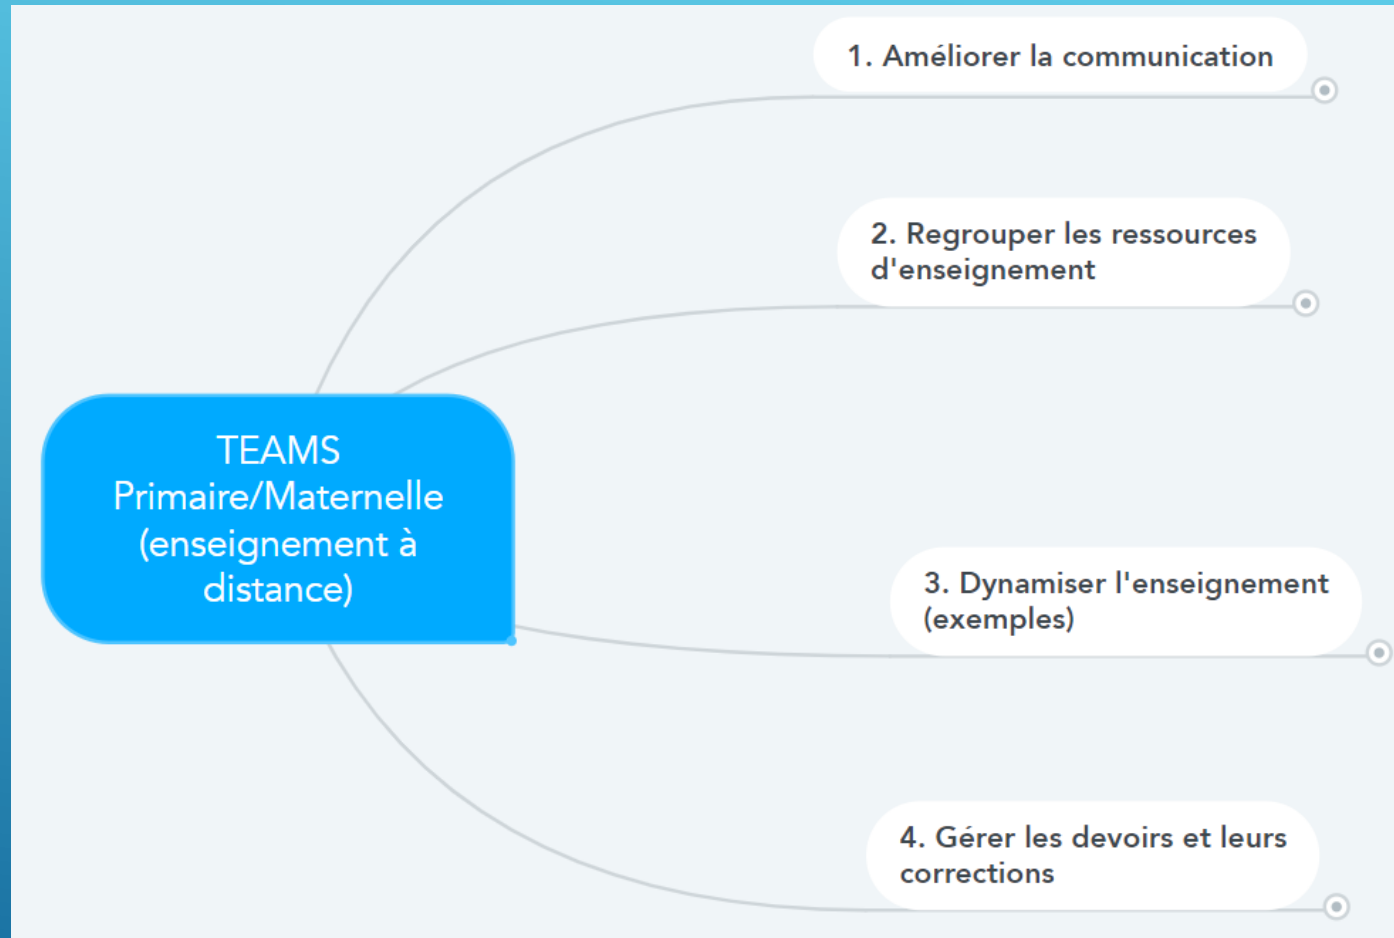 1. Améliorer la communication
2. Regrouper les ressources
d'enseignement
TEAMS
Primaire/Maternelle
(enseignement à
distance)
3. Dynamiser l'enseignement
(exemples)
4. Gérer les devoirs et leurs
corrections